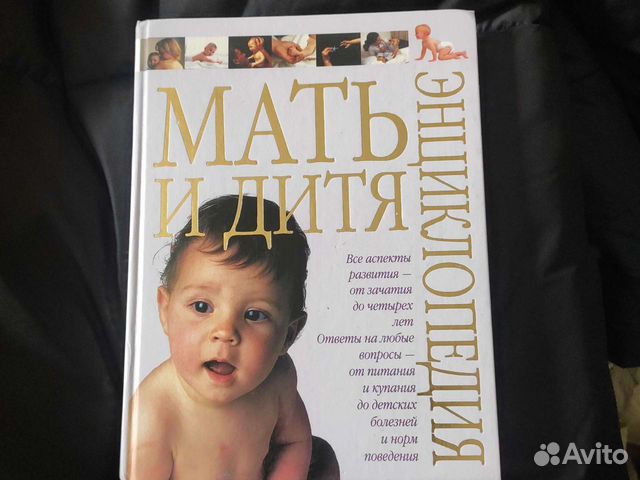 МАТЬ
И ДИТЯ
ЭНЦИКЛОПЕДИЯ
Все аспекты
развития —
от зачатия
до четырех
лет
Ответы на любые
вопросы —
от питания
и купания
до детских
болезней
и норм
поведения
Avito